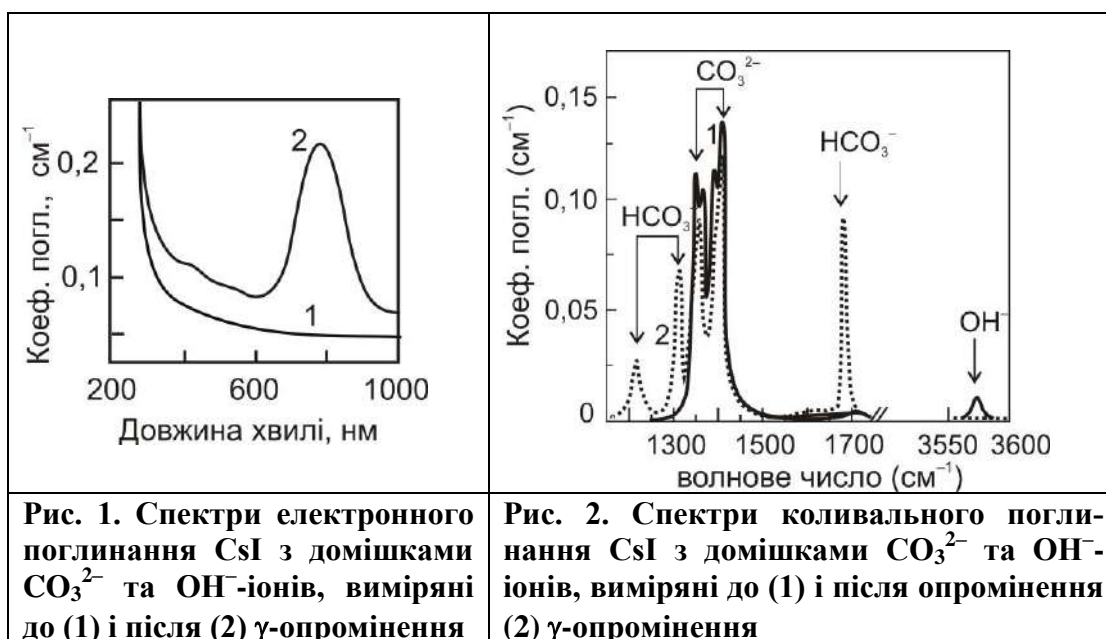 0,2
0,1
Коеф. погл., см⁻¹
2
1
200
600
1000
Довжина хвилі, нм
Рис. 1. Спектри електронного
поглинання CsI з домішками
CO₃²⁻ та OH⁻-іонів, виміряні
до (1) і після (2) γ-опромінення
0,15
0,10
0,05
0
Коеф. погл. (см⁻¹)
CO₃²⁻
1
HCO₃⁻
HCO₃⁻
2
OH⁻
1300
1500
1700
3550
3600
волновe число (см⁻¹)
Рис. 2. Спектри коливального погли-
нання CsI з домішками CO₃²⁻ та OH⁻-
іонів, виміряні до (1) і після опромінення
(2) γ-опромінення